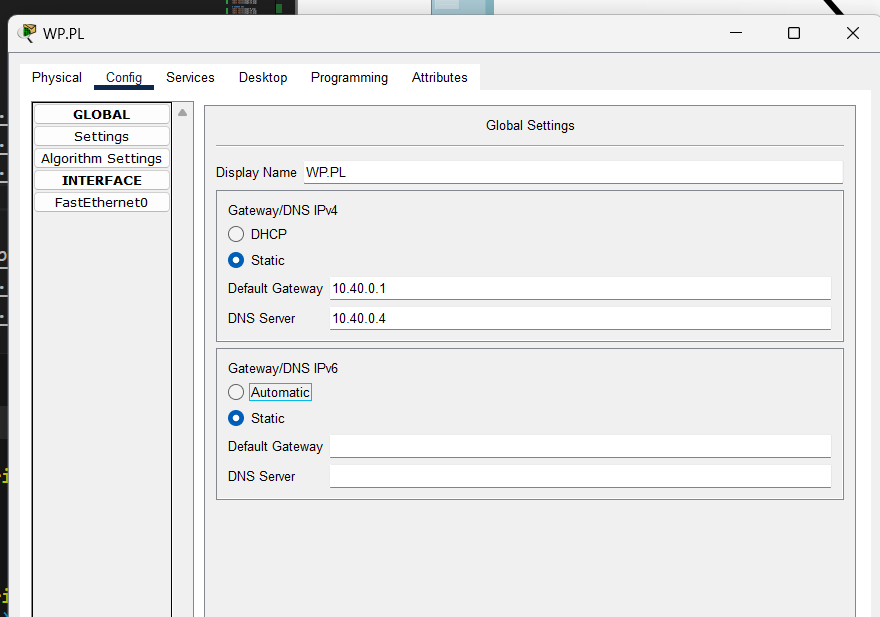 WP.PL
Physical Config Services Desktop Programming Attributes
GLOBAL
Settings
Algorithm Settings
INTERFACE
FastEthernet0
Global Settings
Display Name WP.PL
Gateway/DNS IPv4
DHCP
Static
Default Gateway 10.40.0.1
DNS Server 10.40.0.4
Gateway/DNS IPv6
Automatic
Static
Default Gateway
DNS Server